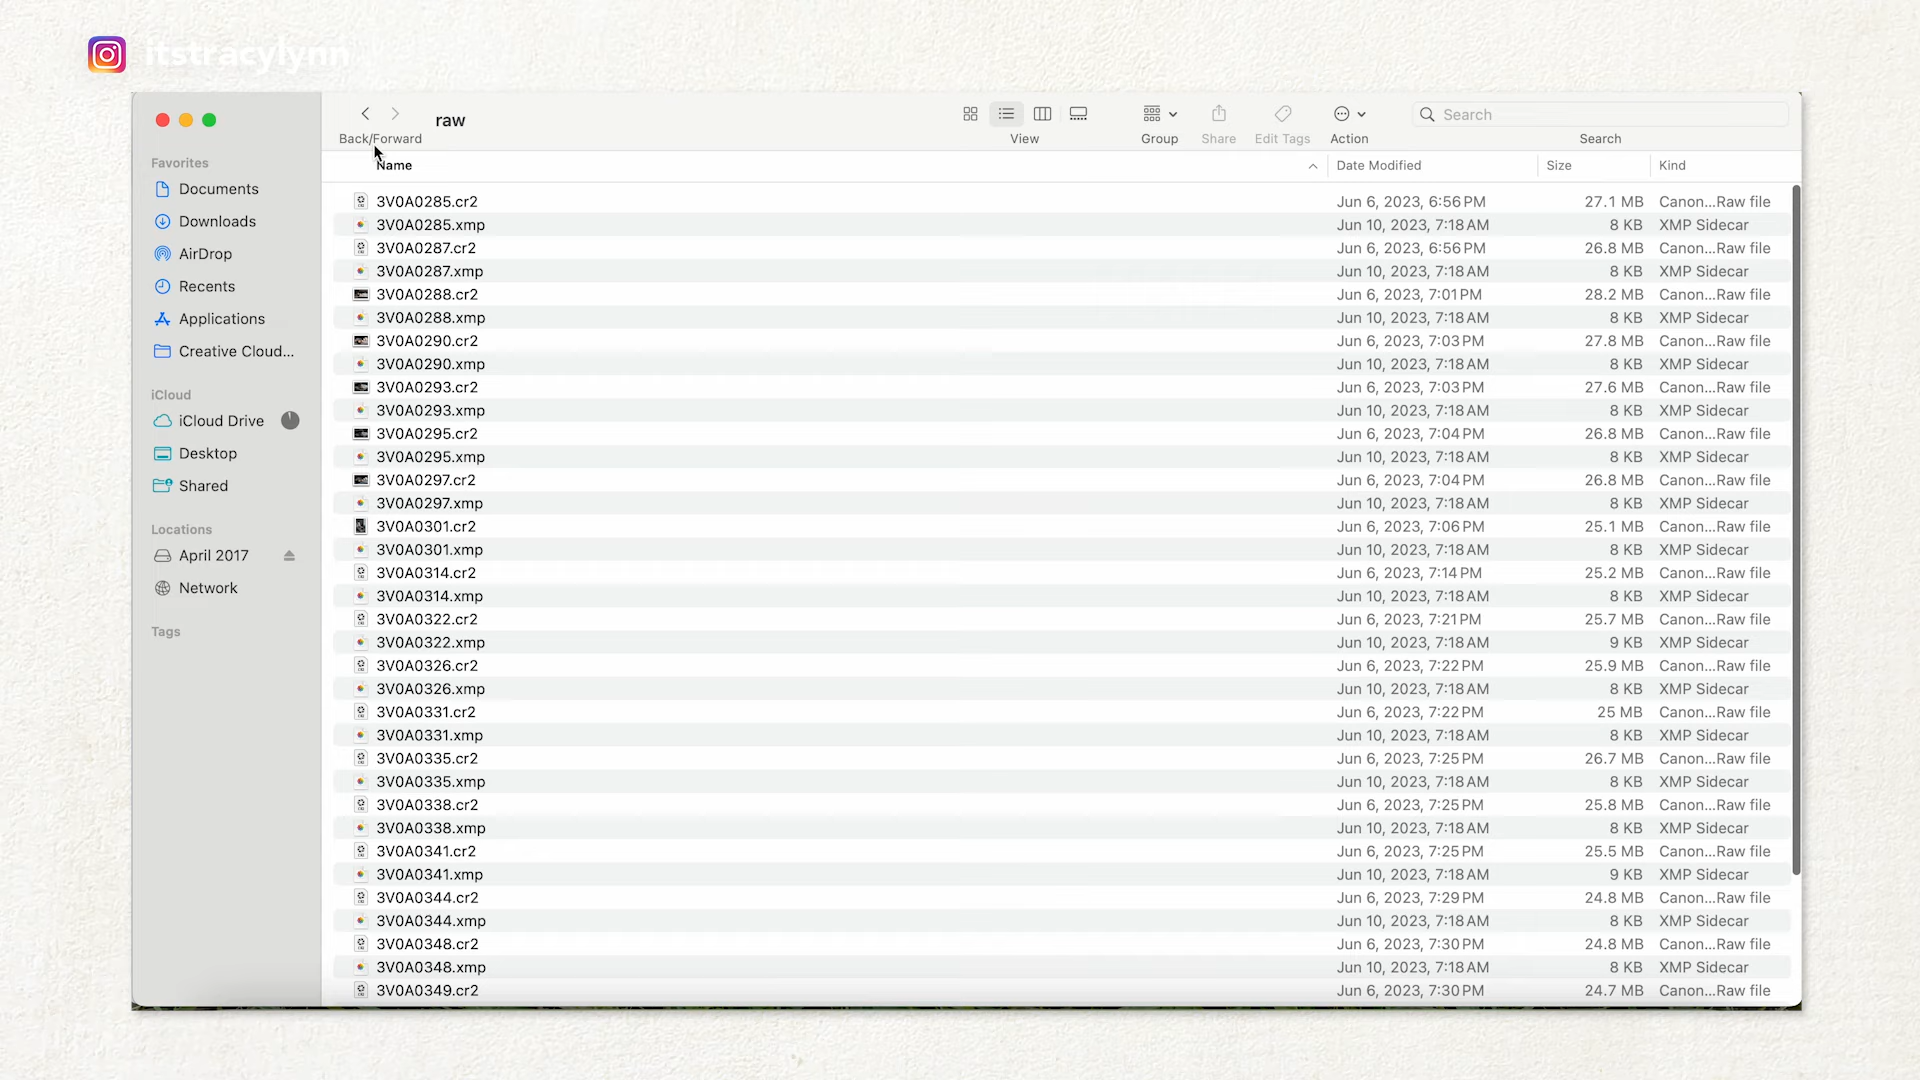 itstracylynn
raw
Back/Forward
View
Group
Share
Edit Tags
Action
Search
Search
Favorites
Documents
Downloads
AirDrop
Recents
Applications
Creative Cloud...
iCloud
iCloud Drive
Desktop
Shared
Locations
April 2017
Network
Tags
Name Date Modified Size Kind
3V0A0285.cr2 Jun 6, 2023, 6:56 PM 27.1 MB Canon...Raw file
3V0A0285.xmp Jun 10, 2023, 7:18 AM 8 KB XMP Sidecar
3V0A0287.cr2 Jun 6, 2023, 6:56 PM 26.8 MB Canon...Raw file
3V0A0287.xmp Jun 10, 2023, 7:18 AM 8 KB XMP Sidecar
3V0A0288.cr2 Jun 6, 2023, 7:01 PM 28.2 MB Canon...Raw file
3V0A0288.xmp Jun 10, 2023, 7:18 AM 8 KB XMP Sidecar
3V0A0290.cr2 Jun 6, 2023, 7:03 PM 27.8 MB Canon...Raw file
3V0A0290.xmp Jun 10, 2023, 7:18 AM 8 KB XMP Sidecar
3V0A0293.cr2 Jun 6, 2023, 7:03 PM 27.6 MB Canon...Raw file
3V0A0293.xmp Jun 10, 2023, 7:18 AM 8 KB XMP Sidecar
3V0A0295.cr2 Jun 6, 2023, 7:04 PM 26.8 MB Canon...Raw file
3V0A0295.xmp Jun 10, 2023, 7:18 AM 8 KB XMP Sidecar
3V0A0297.cr2 Jun 6, 2023, 7:04 PM 26.8 MB Canon...Raw file
3V0A0297.xmp Jun 10, 2023, 7:18 AM 8 KB XMP Sidecar
3V0A0301.cr2 Jun 6, 2023, 7:06 PM 25.1 MB Canon...Raw file
3V0A0301.xmp Jun 10, 2023, 7:18 AM 8 KB XMP Sidecar
3V0A0314.cr2 Jun 6, 2023, 7:14 PM 25.2 MB Canon...Raw file
3V0A0314.xmp Jun 10, 2023, 7:18 AM 8 KB XMP Sidecar
3V0A0322.cr2 Jun 6, 2023, 7:21 PM 25.7 MB Canon...Raw file
3V0A0322.xmp Jun 10, 2023, 7:18 AM 9 KB XMP Sidecar
3V0A0326.cr2 Jun 6, 2023, 7:22 PM 25.9 MB Canon...Raw file
3V0A0326.xmp Jun 10, 2023, 7:18 AM 8 KB XMP Sidecar
3V0A0331.cr2 Jun 6, 2023, 7:22 PM 25 MB Canon...Raw file
3V0A0331.xmp Jun 10, 2023, 7:18 AM 8 KB XMP Sidecar
3V0A0335.cr2 Jun 6, 2023, 7:25 PM 26.7 MB Canon...Raw file
3V0A0335.xmp Jun 10, 2023, 7:18 AM 8 KB XMP Sidecar
3V0A0338.cr2 Jun 6, 2023, 7:25 PM 25.8 MB Canon...Raw file
3V0A0338.xmp Jun 10, 2023, 7:18 AM 8 KB XMP Sidecar
3V0A0341.cr2 Jun 6, 2023, 7:25 PM 25.5 MB Canon...Raw file
3V0A0341.xmp Jun 10, 2023, 7:18 AM 9 KB XMP Sidecar
3V0A0344.cr2 Jun 6, 2023, 7:29 PM 24.8 MB Canon...Raw file
3V0A0344.xmp Jun 10, 2023, 7:18 AM 8 KB XMP Sidecar
3V0A0348.cr2 Jun 6, 2023, 7:30 PM 24.8 MB Canon...Raw file
3V0A0348.xmp Jun 10, 2023, 7:18 AM 8 KB XMP Sidecar
3V0A0349.cr2 Jun 6, 2023, 7:30 PM 24.7 MB Canon...Raw file